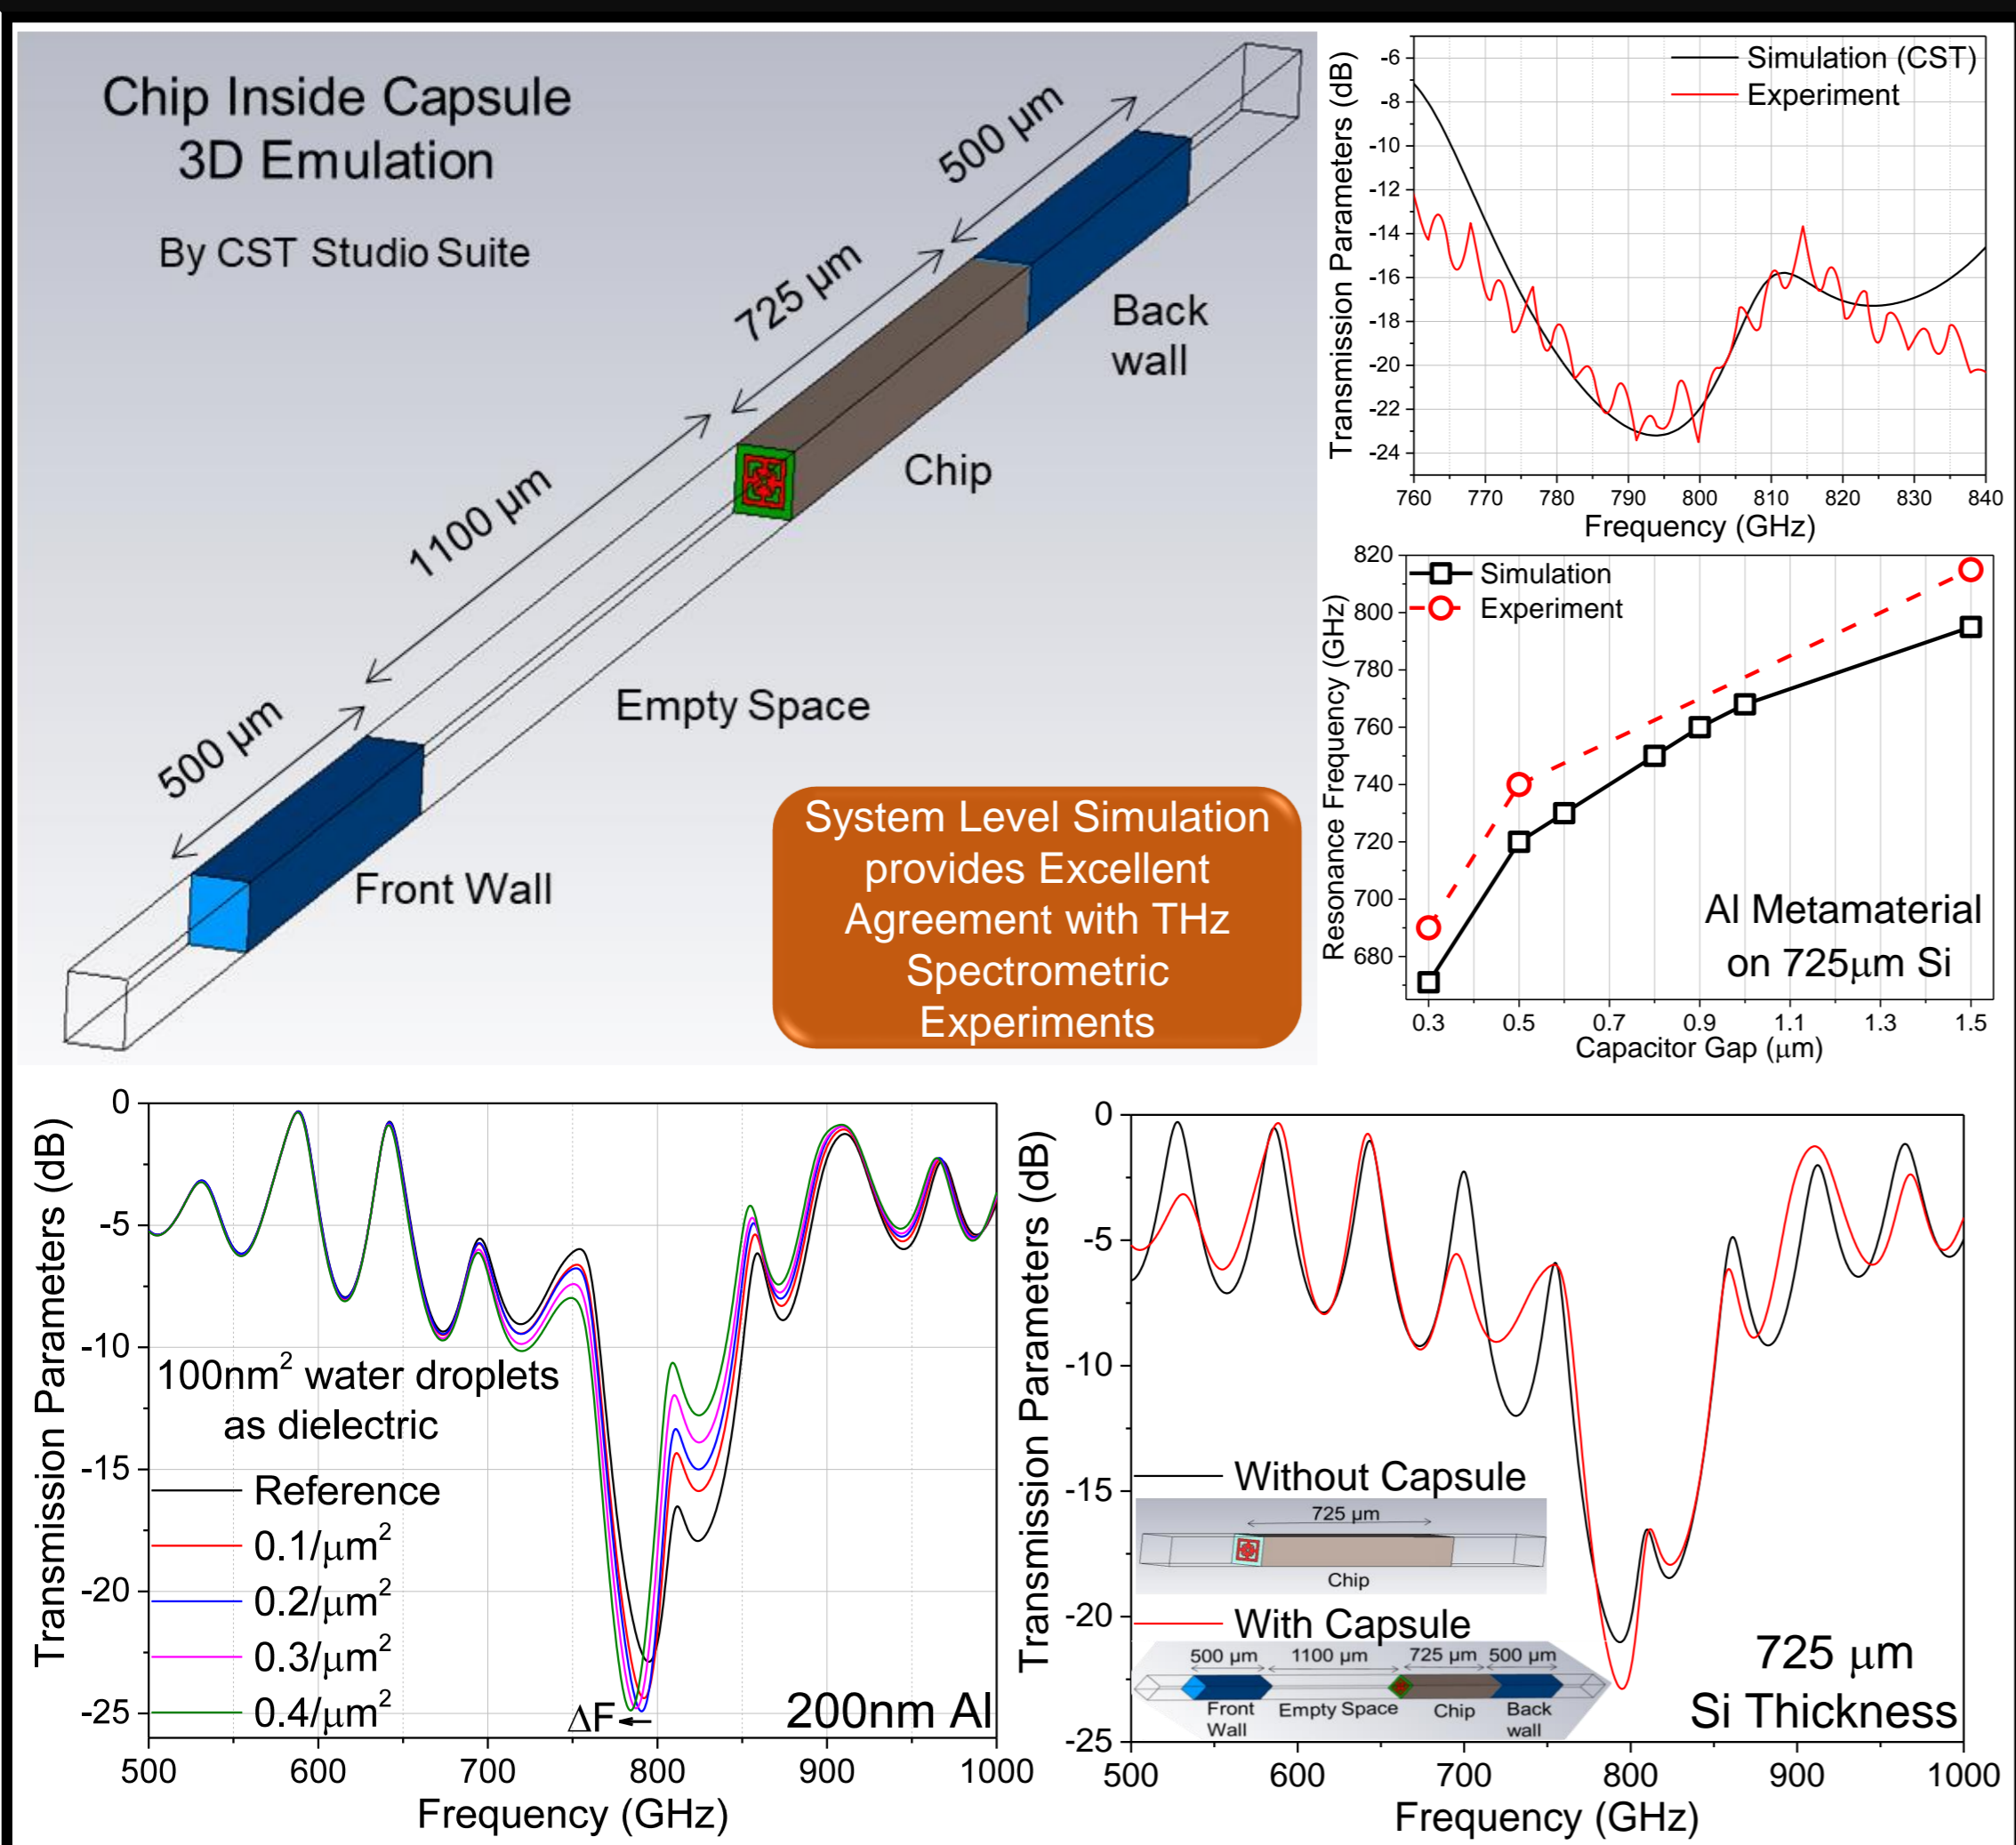 Chip Inside Capsule
3D Emulation
By CST Studio Suite
500 µm
725 µm
1100 µm
500 µm
Back
wall
Chip
Empty Space
Front Wall
System Level Simulation
provides Excellent
Agreement with THz
Spectrometric
Experiments
Transmission Parameters (dB)
-6
-8
-10
-12
-14
-16
-18
-20
-22
-24
Simulation (CST)
Experiment
760 770 780 790 800 810 820 830 840
Frequency (GHz)
Resonance Frequency (GHz)
820
800
780
760
740
720
700
680
Simulation
Experiment
Al Metamaterial
on 725µm Si
0.3 0.5 0.7 0.9 1.1 1.3 1.5
Capacitor Gap (µm)
Transmission Parameters (dB)
0
-5
-10
-15
-20
-25
100nm² water droplets
as dielectric
Reference
0.1/µm²
0.2/µm²
0.3/µm²
0.4/µm²
ΔF
200nm Al
500 600 700 800 900 1000
Frequency (GHz)
Transmission Parameters (dB)
0
-5
-10
-15
-20
-25
Without Capsule
725 µm
Chip
With Capsule
500 µm 1100 µm 725 µm 500 µm
Front Empty Space Chip Back
Wall wall
725 µm
Si Thickness
500 600 700 800 900 1000
Frequency (GHz)